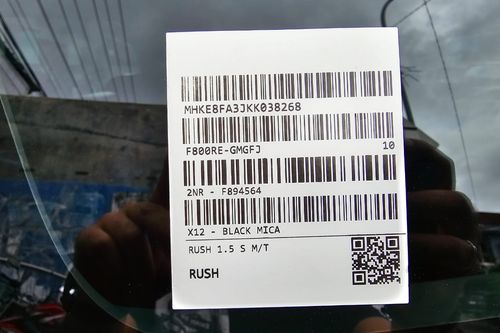 MHKE8FA3JKK038268
F800RE-GMGFJ 10
2NR - F894564
X12 - BLACK MICA
RUSH 1.5 S M/T
RUSH